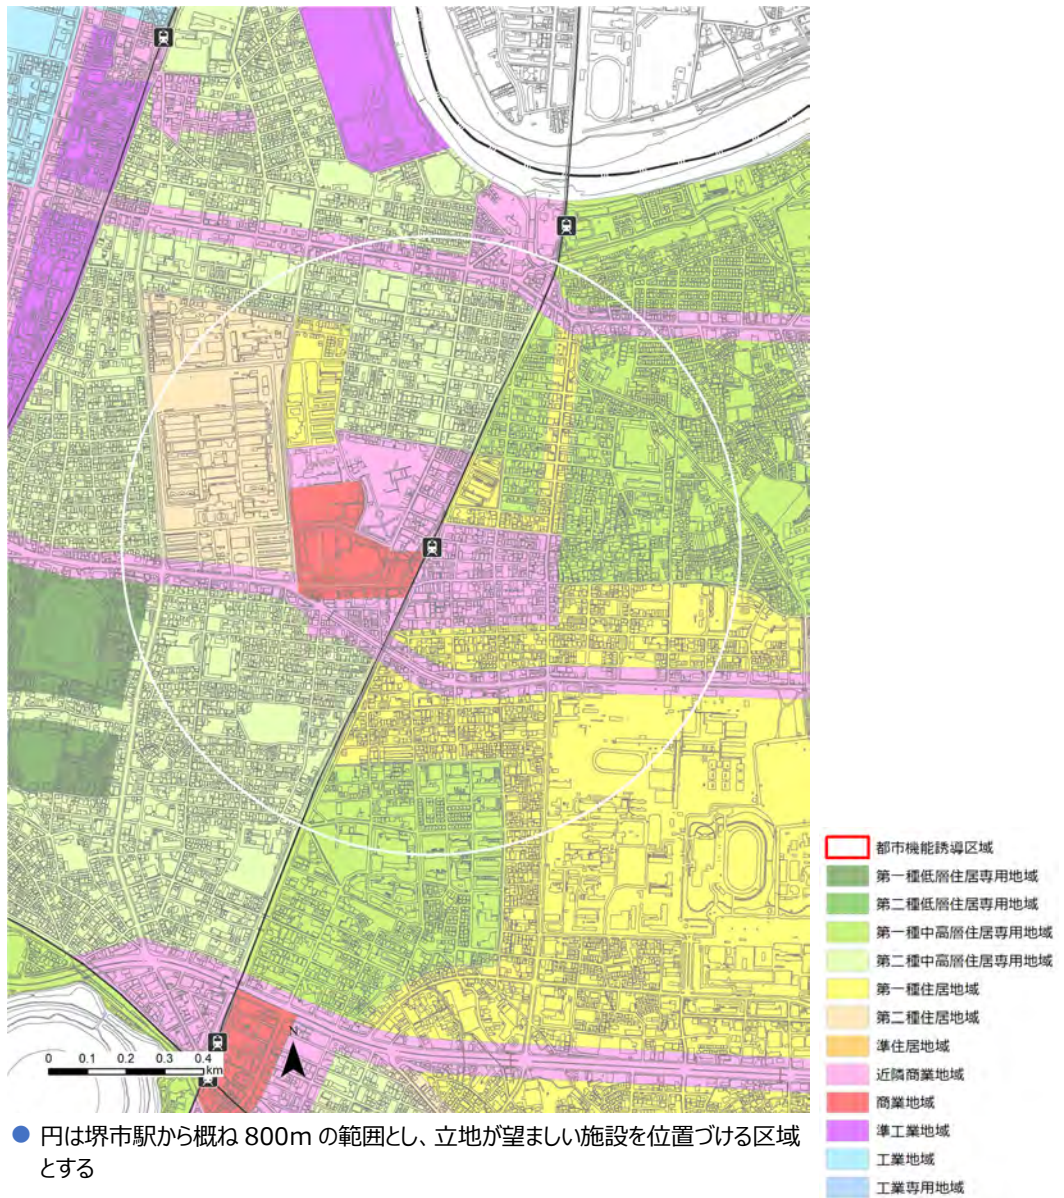 N
0 0.1 0.2 0.3 0.4
km
● 円は堺市駅から概ね 800m の範囲とし、立地が望ましい施設を位置づける区域
とする
都市機能誘導区域
第一種低層住居専用地域
第二種低層住居専用地域
第一種中高層住居専用地域
第二種中高層住居専用地域
第一種住居地域
第二種住居地域
準住居地域
近隣商業地域
商業地域
準工業地域
工業地域
工業専用地域